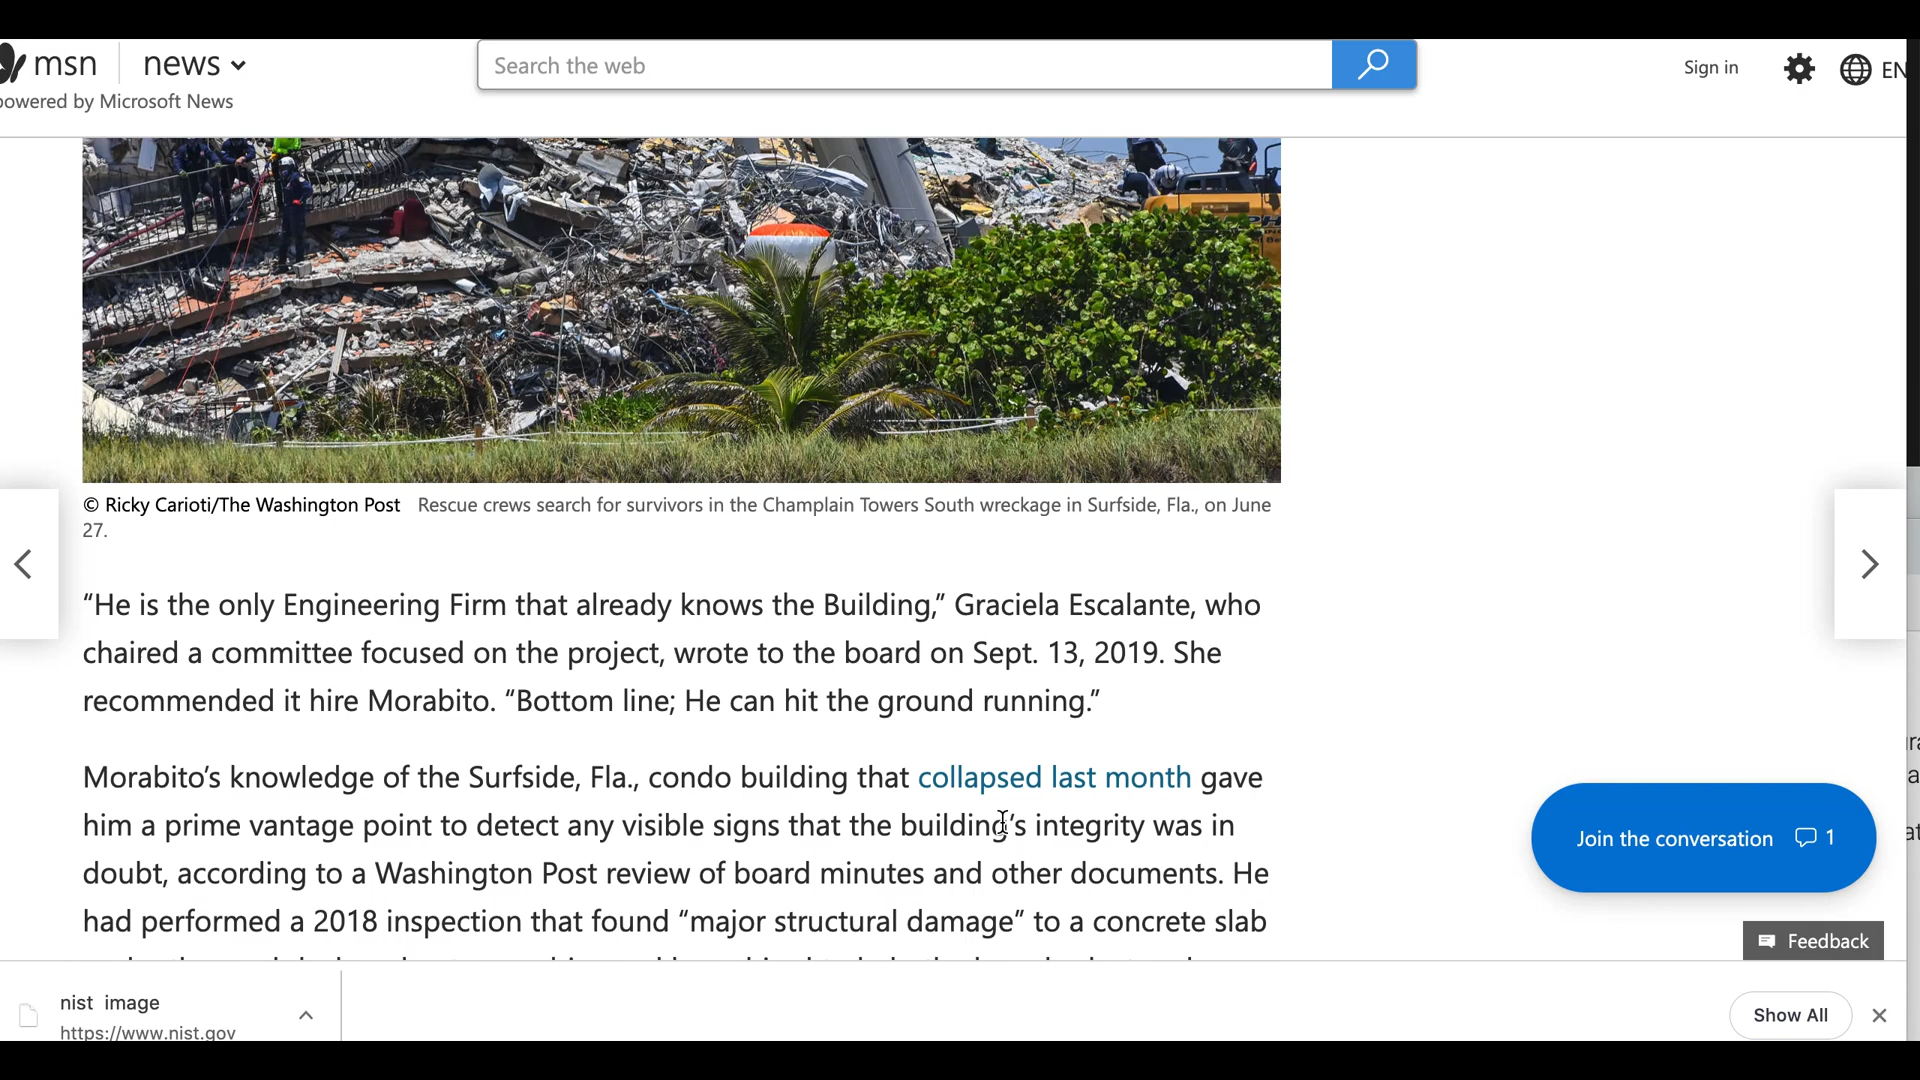 msn news
powered by Microsoft News
Search the web
Sign in
EN
© Ricky Carioti/The Washington Post Rescue crews search for survivors in the Champlain Towers South wreckage in Surfside, Fla., on June
27.
“He is the only Engineering Firm that already knows the Building,” Graciela Escalante, who
chaired a committee focused on the project, wrote to the board on Sept. 13, 2019. She
recommended it hire Morabito. “Bottom line; He can hit the ground running.”
Morabito’s knowledge of the Surfside, Fla., condo building that collapsed last month gave
him a prime vantage point to detect any visible signs that the building’s integrity was in
doubt, according to a Washington Post review of board minutes and other documents. He
had performed a 2018 inspection that found “major structural damage” to a concrete slab
Join the conversation 1
Feedback
nist image
https://www.nist.gov
Show All